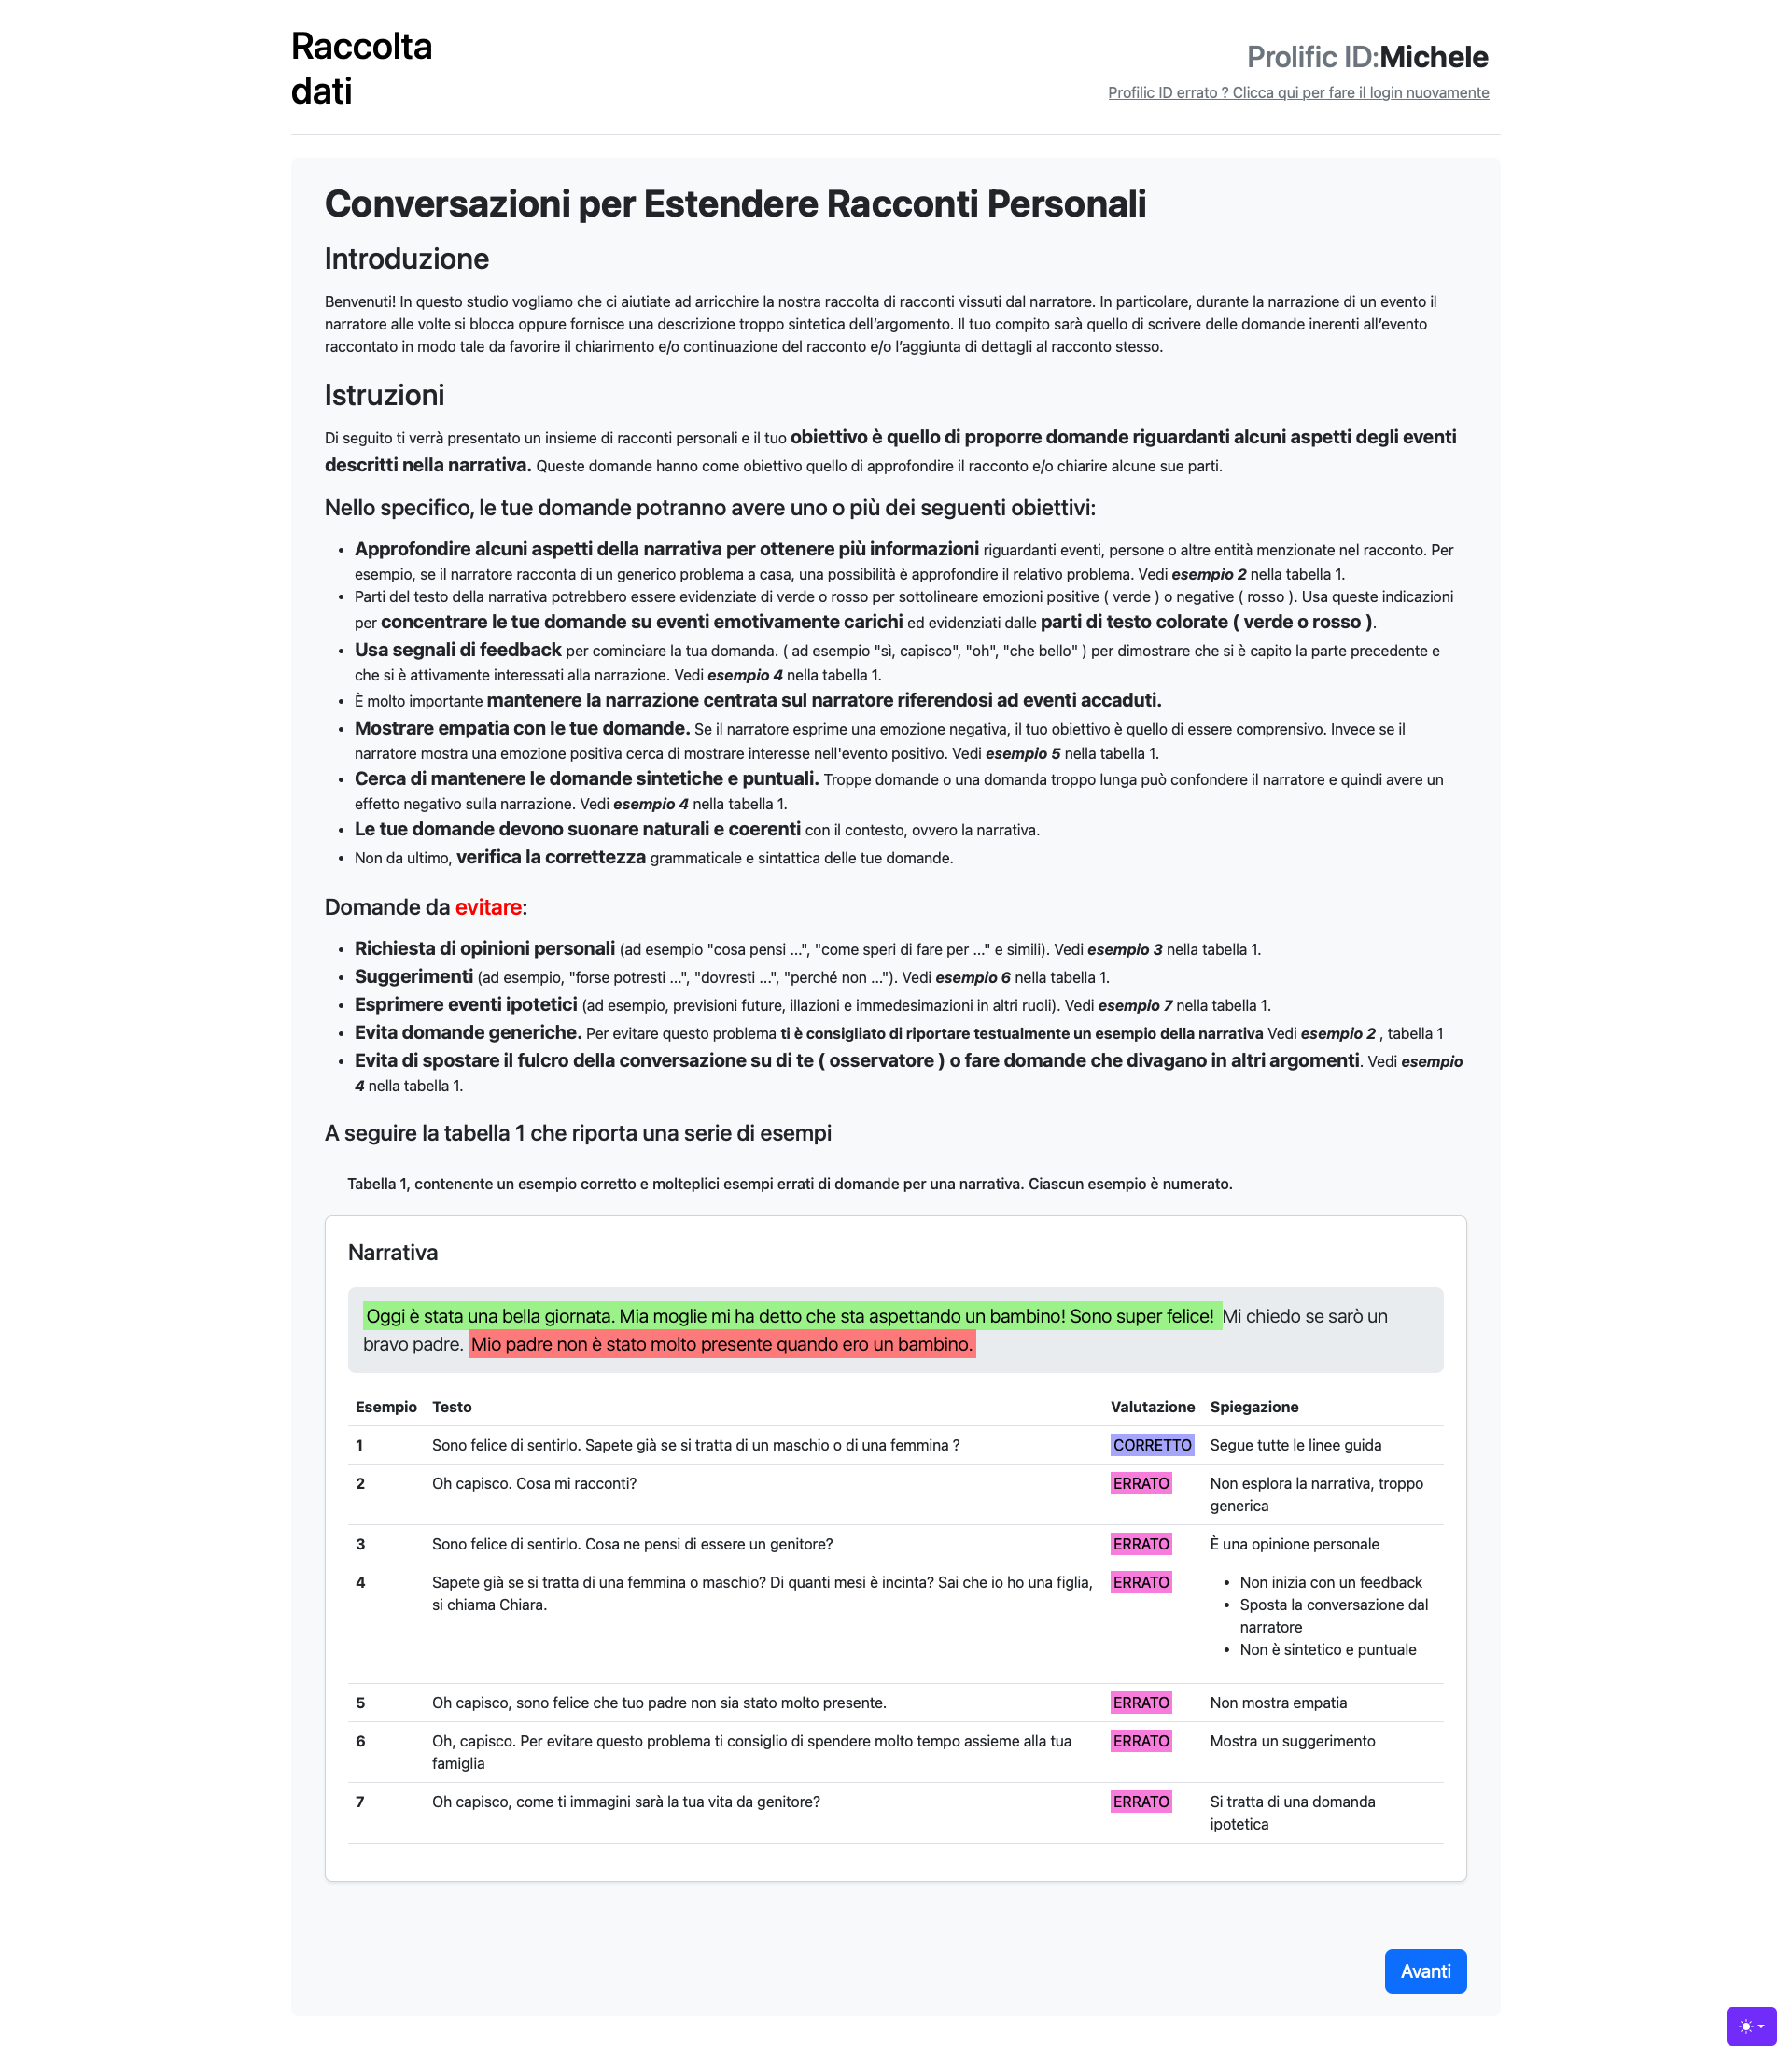 Raccolta
dati
Prolific ID:Michele
Profilic ID errato ? Clicca qui per fare il login nuovamente
Conversazioni per Estendere Racconti Personali
Introduzione
Benvenuti! In questo studio vogliamo che ci aiutiate ad arricchire la nostra raccolta di racconti vissuti dal narratore. In particolare, durante la narrazione di un evento il
narratore alle volte si blocca oppure fornisce una descrizione troppo sintetica dell’argomento. Il tuo compito sarà quello di scrivere delle domande inerenti all’evento
raccontato in modo tale da favorire il chiarimento e/o continuazione del racconto e/o l’aggiunta di dettagli al racconto stesso.
Istruzioni
Di seguito ti verrà presentato un insieme di racconti personali e il tuo obiettivo è quello di proporre domande riguardanti alcuni aspetti degli eventi
descritti nella narrativa. Queste domande hanno come obiettivo quello di approfondire il racconto e/o chiarire alcune sue parti.
Nello specifico, le tue domande potranno avere uno o più dei seguenti obiettivi:
• Approfondire alcuni aspetti della narrativa per ottenere più informazioni riguardanti eventi, persone o altre entità menzionate nel racconto. Per
esempio, se il narratore racconta di un generico problema a casa, una possibilità è approfondire il relativo problema. Vedi esempio 2 nella tabella 1.
• Parti del testo della narrativa potrebbero essere evidenziate di verde o rosso per sottolineare emozioni positive ( verde ) o negative ( rosso ). Usa queste indicazioni
per concentrare le tue domande su eventi emotivamente carichi ed evidenziati dalle parti di testo colorate ( verde o rosso ).
• Usa segnali di feedback per cominciare la tua domanda. ( ad esempio "sì, capisco", "oh", "che bello" ) per dimostrare che si è capito la parte precedente e
che si è attivamente interessati alla narrazione. Vedi esempio 4 nella tabella 1.
• È molto importante mantenere la narrazione centrata sul narratore riferendosi ad eventi accaduti.
• Mostrare empatia con le tue domande. Se il narratore esprime una emozione negativa, il tuo obiettivo è quello di essere comprensivo. Invece se il
narratore mostra una emozione positiva cerca di mostrare interesse nell'evento positivo. Vedi esempio 5 nella tabella 1.
• Cerca di mantenere le domande sintetiche e puntuali. Troppe domande o una domanda troppo lunga può confondere il narratore e quindi avere un
effetto negativo sulla narrazione. Vedi esempio 4 nella tabella 1.
• Le tue domande devono suonare naturali e coerenti con il contesto, ovvero la narrativa.
• Non da ultimo, verifica la correttezza grammaticale e sintattica delle tue domande.
Domande da evitare:
• Richiesta di opinioni personali (ad esempio "cosa pensi ...", "come speri di fare per ..." e simili). Vedi esempio 3 nella tabella 1.
• Suggerimenti (ad esempio, "forse potresti ...", "dovresti ...", "perché non ..."). Vedi esempio 6 nella tabella 1.
• Esprimere eventi ipotetici (ad esempio, previsioni future, illazioni e immedesimazioni in altri ruoli). Vedi esempio 7 nella tabella 1.
• Evita domande generiche. Per evitare questo problema ti è consigliato di riportare testualmente un esempio della narrativa Vedi esempio 2 , tabella 1
• Evita di spostare il fulcro della conversazione su di te ( osservatore ) o fare domande che divagano in altri argomenti. Vedi esempio
4 nella tabella 1.
A seguire la tabella 1 che riporta una serie di esempi
Tabella 1, contenente un esempio corretto e molteplici esempi errati di domande per una narrativa. Ciascun esempio è numerato.
Narrativa
Oggi è stata una bella giornata. Mia moglie mi ha detto che sta aspettando un bambino! Sono super felice! Mi chiedo se sarò un
bravo padre. Mio padre non è stato molto presente quando ero un bambino.
Esempio Testo Valutazione Spiegazione
1 Sono felice di sentirlo. Sapete già se si tratta di un maschio o di una femmina ? CORRETTO Segue tutte le linee guida
2 Oh capisco. Cosa mi racconti? ERRATO Non esplora la narrativa, troppo
generica
3 Sono felice di sentirlo. Cosa ne pensi di essere un genitore? ERRATO È una opinione personale
4 Sapete già se si tratta di una femmina o maschio? Di quanti mesi è incinta? Sai che io ho una figlia, ERRATO • Non inizia con un feedback
si chiama Chiara. • Sposta la conversazione dal
narratore
• Non è sintetico e puntuale
5 Oh capisco, sono felice che tuo padre non sia stato molto presente. ERRATO Non mostra empatia
6 Oh, capisco. Per evitare questo problema ti consiglio di spendere molto tempo assieme alla tua ERRATO Mostra un suggerimento
famiglia
7 Oh capisco, come ti immagini sarà la tua vita da genitore? ERRATO Si tratta di una domanda
ipotetica
Avanti